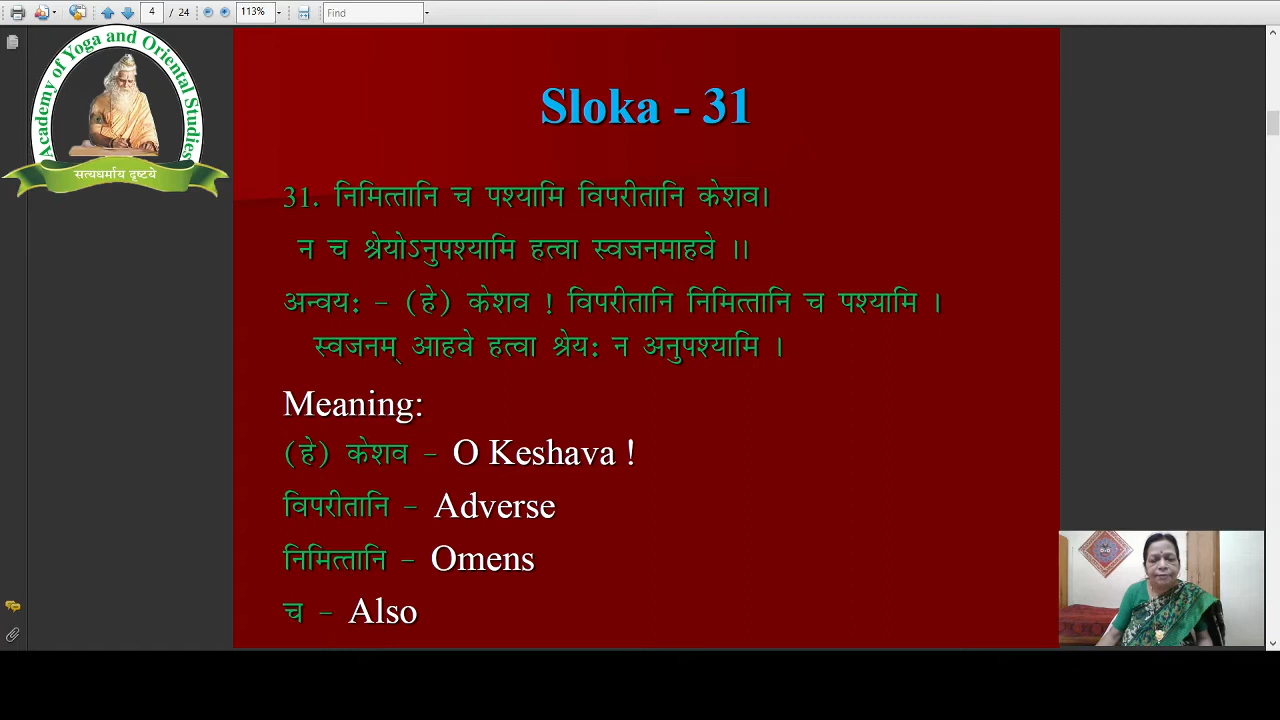 4 / 24 113% Find
Academy of Yoga and Oriental Studies
सत्यधर्माय दृष्टये
Sloka - 31
31. निमित्तानि च पश्यामि विपरीतानि केशव।
न च श्रेयोऽनुपश्यामि हत्वा स्वजनमाहवे ।।
अन्वय: - (हे) केशव ! विपरीतानि निमित्तानि च पश्यामि ।
स्वजनम् आहवे हत्वा श्रेय: न अनुपश्यामि ।
Meaning:
(हे) केशव - O Keshava !
विपरीतानि - Adverse
निमित्तानि - Omens
च - Also